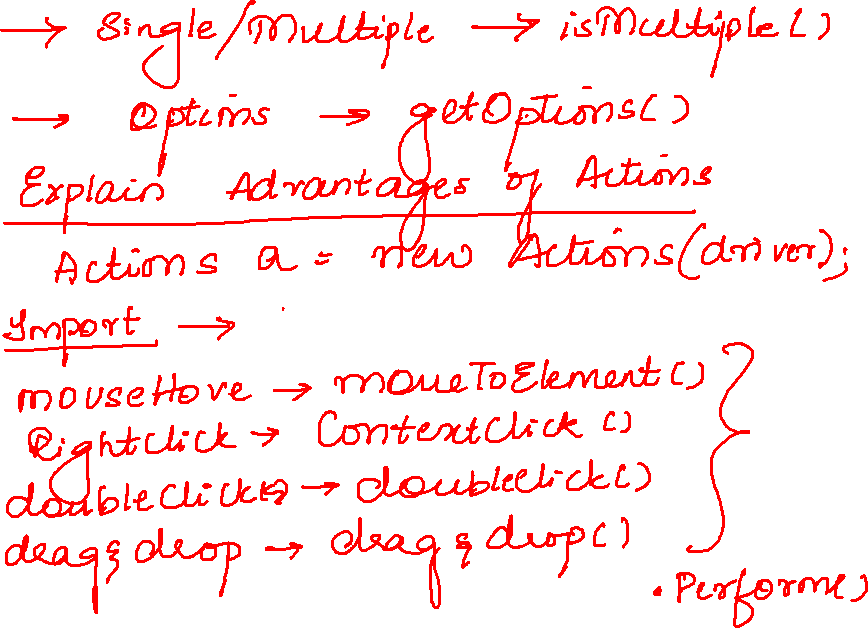 → Single/Multiple → isMultiple()
→ Options → getOptions()
Explain Advantages of Actions
Actions a = new Actions(driver);
Import →
mouseHove → moveToElement()
RightClick → ContextClick ()
doubleClick → doubleClick()
drag & drop → drag & drop()
.Perform()